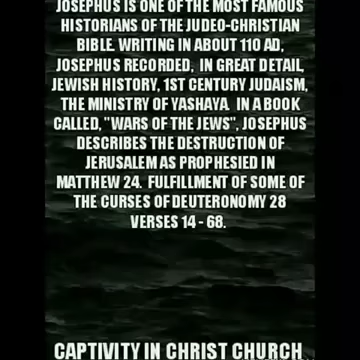 JOSEPHUS IS ONE OF THE MOST FAMOUS
HISTORIANS OF THE JUDEO-CHRISTIAN
BIBLE. WRITING IN ABOUT 110 AD,
JOSEPHUS RECORDED, IN GREAT DETAIL,
JEWISH HISTORY, 1ST CENTURY JUDAISM,
THE MINISTRY OF YASHAYA. IN A BOOK
CALLED, "WARS OF THE JEWS", JOSEPHUS
DESCRIBES THE DESTRUCTION OF
JERUSALEM AS PROPHESIED IN
MATTHEW 24. FULFILLMENT OF SOME OF
THE CURSES OF DEUTERONOMY 28
VERSES 14 - 68.
CAPTIVITY IN CHRIST CHURCH